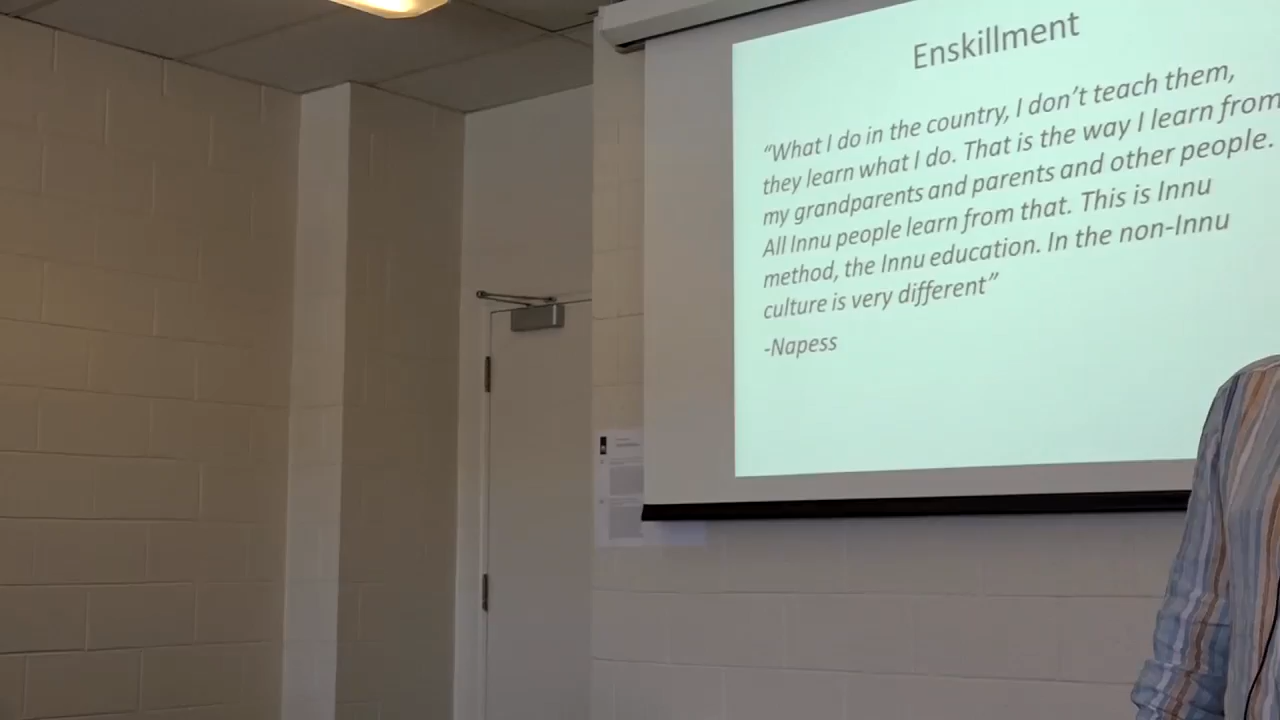 Enskillment
“What I do in the country, I don’t teach them,
they learn what I do. That is the way I learn from
my grandparents and parents and other people.
All Innu people learn from that. This is Innu
method, the Innu education. In the non-Innu
culture is very different”
-Napess